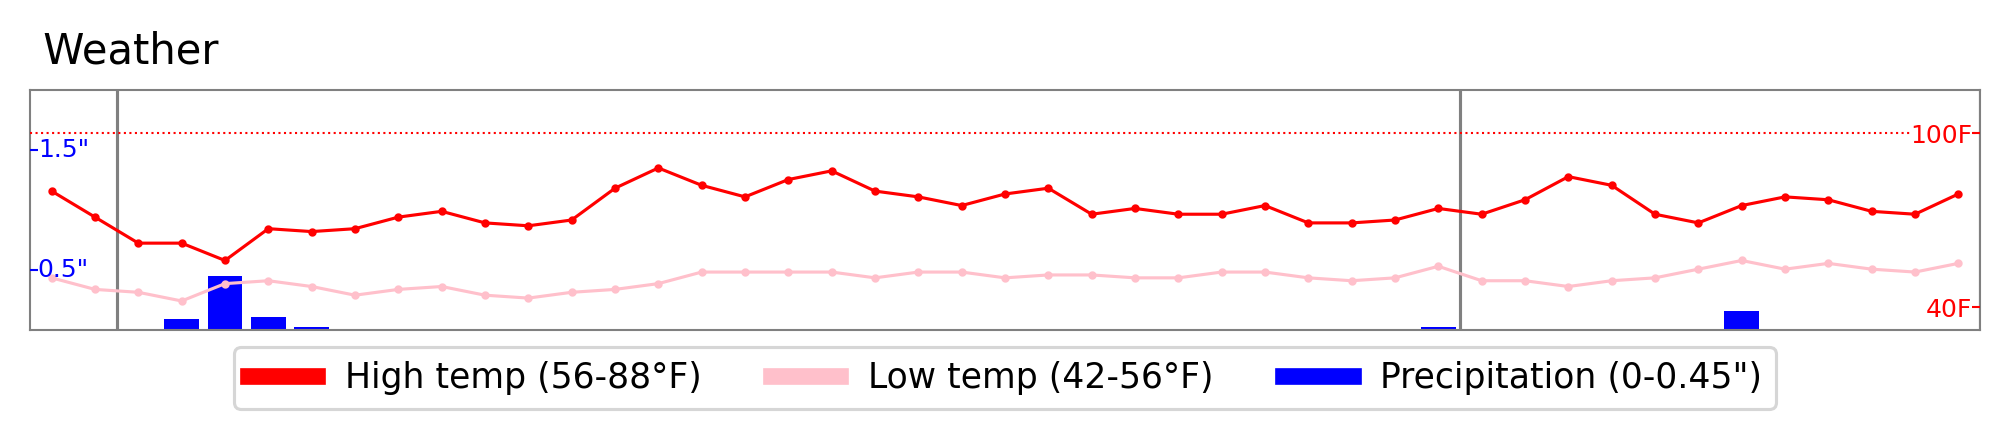 Weather
1.5"
100F
0.5"
40F
High temp (56-88°F) Low temp (42-56°F) Precipitation (0-0.45")